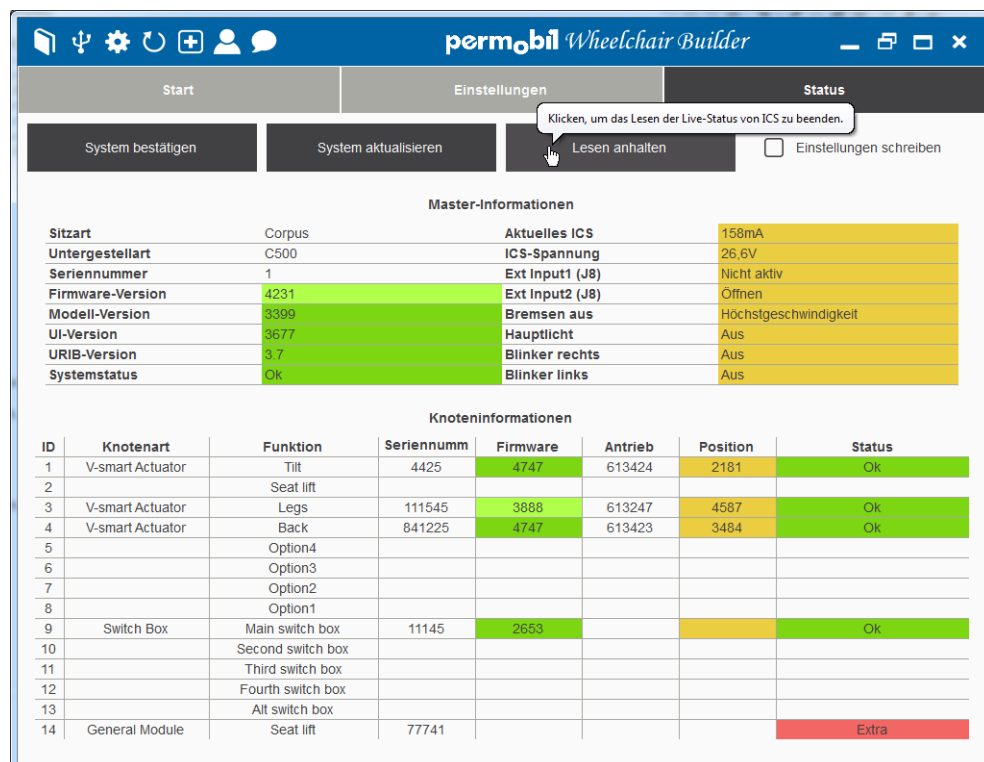 permobil Wheelchair Builder
Start Einstellungen Status
Klicken, um das Lesen der Live-Status von ICS zu beenden.
System bestätigen System aktualisieren Lesen anhalten Einstellungen schreiben
Master-Informationen
Sitzart Corpus Aktuelles ICS 158mA
Untergestellart C500 ICS-Spannung 26,6V
Seriennummer 1 Ext Input1 (J8) Nicht aktiv
Firmware-Version 4231 Ext Input2 (J8) Öffnen
Modell-Version 3399 Bremsen aus Höchstgeschwindigkeit
UI-Version 3677 Hauptlicht Aus
URIB-Version 3.7 Blinker rechts Aus
Systemstatus Ok Blinker links Aus
Knoteninformationen
ID Knotenart Funktion Seriennumm Firmware Antrieb Position Status
1 V-smart Actuator Tilt 4425 4747 613424 2181 Ok
2 Seat lift
3 V-smart Actuator Legs 111545 3888 613247 4587 Ok
4 V-smart Actuator Back 841225 4747 613423 3484 Ok
5 Option4
6 Option3
7 Option2
8 Option1
9 Switch Box Main switch box 11145 2653 Ok
10 Second switch box
11 Third switch box
12 Fourth switch box
13 Alt switch box
14 General Module Seat lift 77741 Extra